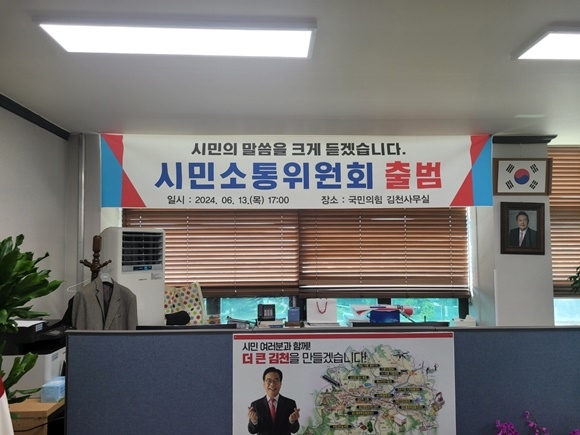 시민의 말씀을 크게 듣겠습니다.
시민소통위원회 출범
일시 : 2024. 06. 13.(목) 17:00 장소 : 국민의힘 김천사무실
시민 여러분과 함께!
더 큰 김천을 만들겠습니다!